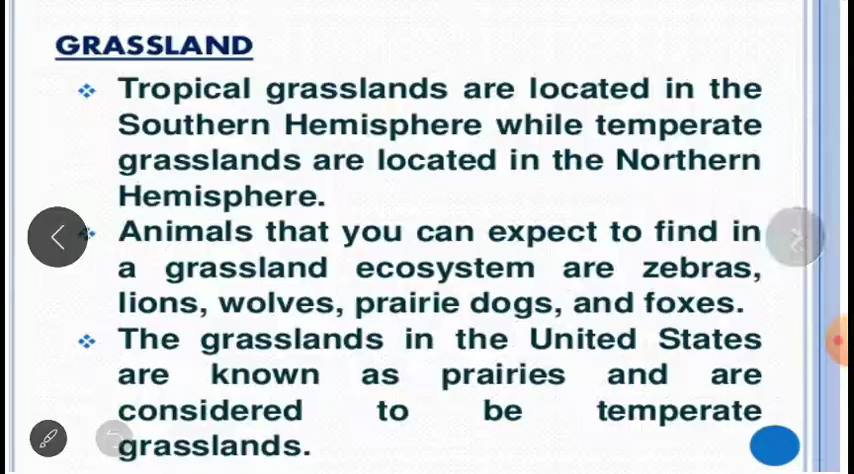 GRASSLAND
Tropical grasslands are located in the
Southern Hemisphere while temperate
grasslands are located in the Northern
Hemisphere.
Animals that you can expect to find in
a grassland ecosystem are zebras,
lions, wolves, prairie dogs, and foxes.
The grasslands in the United States
are known as prairies and are
considered to be temperate
grasslands.